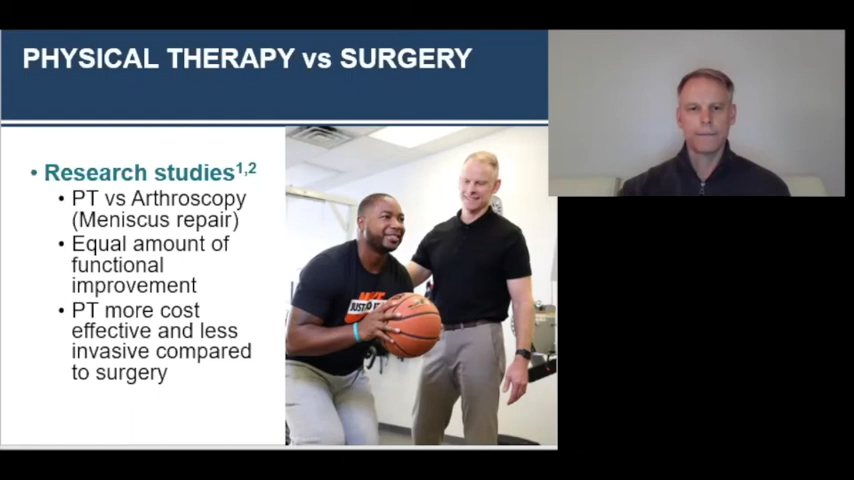 PHYSICAL THERAPY vs SURGERY
• Research studies1,2
• PT vs Arthroscopy
(Meniscus repair)
• Equal amount of
functional
improvement
• PT more cost
effective and less
invasive compared
to surgery